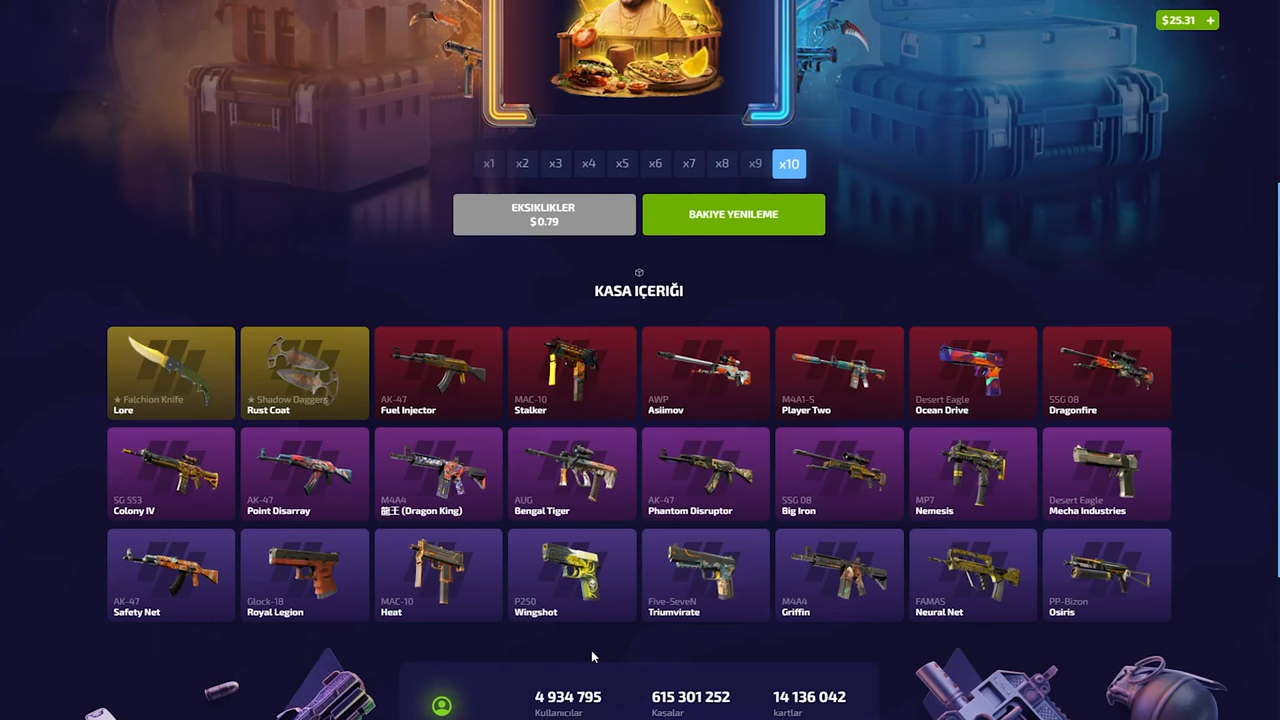 $25.31 +
x1 x2 x3 x4 x5 x6 x7 x8 x9 x10
EKSIKLIKLER
$0.79
BAKIYE YENILEME
KASA IÇERIĞI
★ Falchion Knife
Lore
★ Shadow Daggers
Rust Coat
AK-47
Fuel Injector
MAC-10
Stalker
AWP
Asiimov
M4A1-S
Player Two
Desert Eagle
Ocean Drive
SSG 08
Dragonfire
SG 553
Colony IV
AK-47
Point Disarray
M4A4
龍王 (Dragon King)
AUG
Bengal Tiger
AK-47
Phantom Disruptor
SSG 08
Big Iron
MP7
Nemesis
Desert Eagle
Mecha Industries
AK-47
Safety Net
Glock-18
Royal Legion
MAC-10
Heat
P250
Wingshot
Five-SeveN
Triumvirate
M4A4
Griffin
FAMAS
Neural Net
PP-Bizon
Osiris
4 934 795
Kullanıcılar
615 301 252
Kasalar
14 136 042
kartlar